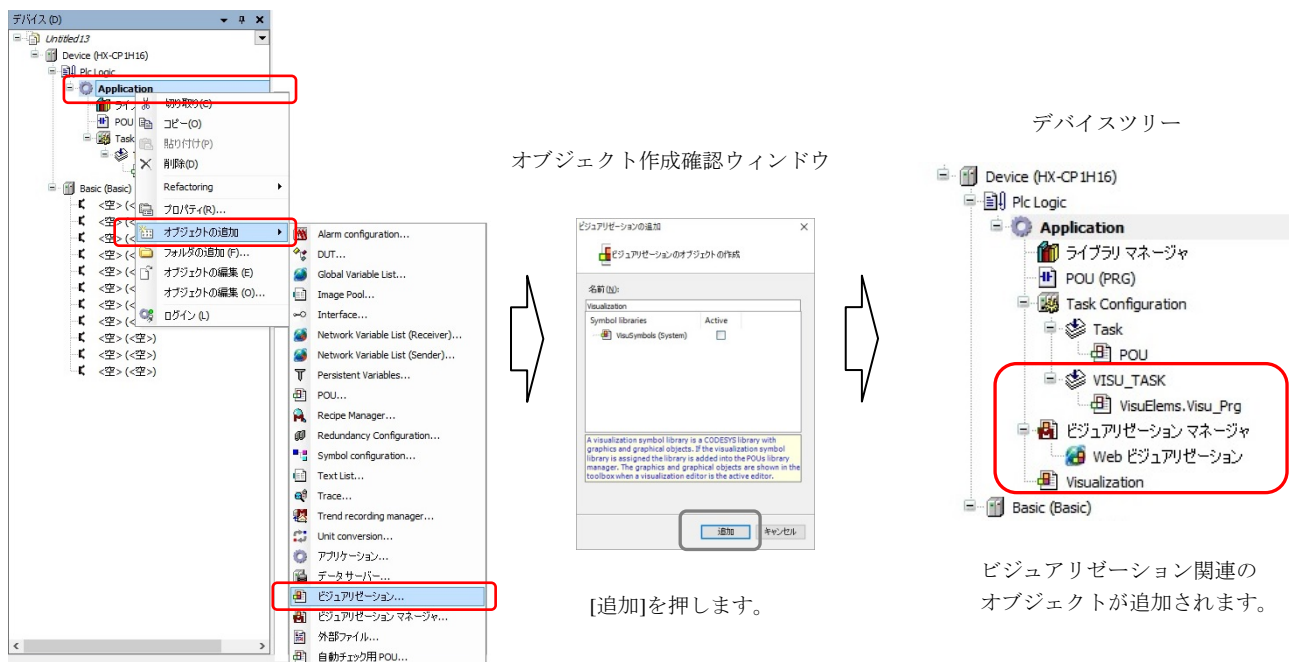 デバイス (D)
Untitled13
Device (HX-CP1H16)
Plc Logic
Application
ライブ
POU
Task
Basic (Basic)
<空> (<
<空> (<
<空> (<
<空> (<
<空> (<
<空> (<
<空> (<
<空> (<
<空> (<空>)
<空> (<空>)
<空> (<空>)
切り取り(C)
コピー(O)
貼り付け(P)
削除(D)
Refactoring
プロパティ(R)...
オブジェクトの追加
フォルダの追加 (F)...
オブジェクトの編集 (E)
オブジェクトの編集 (O)...
ログイン (L)
Alarm configuration...
DUT...
Global Variable List...
Image Pool...
Interface...
Network Variable List (Receiver)...
Network Variable List (Sender)...
Persistent Variables...
POU...
Recipe Manager...
Redundancy Configuration...
Symbol configuration...
Text List...
Trace...
Trend recording manager...
Unit conversion...
アプリケーション...
データ サーバー...
ビジュアリゼーション...
ビジュアリゼーション マネージャ...
外部ファイル...
自動チェック用 POU...
オブジェクト作成確認ウィンドウ
ビジュアリゼーションの追加
ビジュアリゼーションのオブジェクトの作成
名前(N):
Visualization
Symbol libraries Active
VisuSymbols (System)
A visualization symbol library is a CODESYS library with
graphics and graphical objects. If the visualization symbol
library is assigned the library is added into the POUs library
manager. The graphics and graphical objects are shown in the
toolbox when a visualization editor is the active editor.
追加 キャンセル
[追加]を押します。
デバイスツリー
Device (HX-CP1H16)
Plc Logic
Application
ライブラリ マネージャ
POU (PRG)
Task Configuration
Task
POU
VISU_TASK
VisuElems.Visu_Prg
ビジュアリゼーション マネージャ
Web ビジュアリゼーション
Visualization
Basic (Basic)
ビジュアリゼーション関連の
オブジェクトが追加されます。